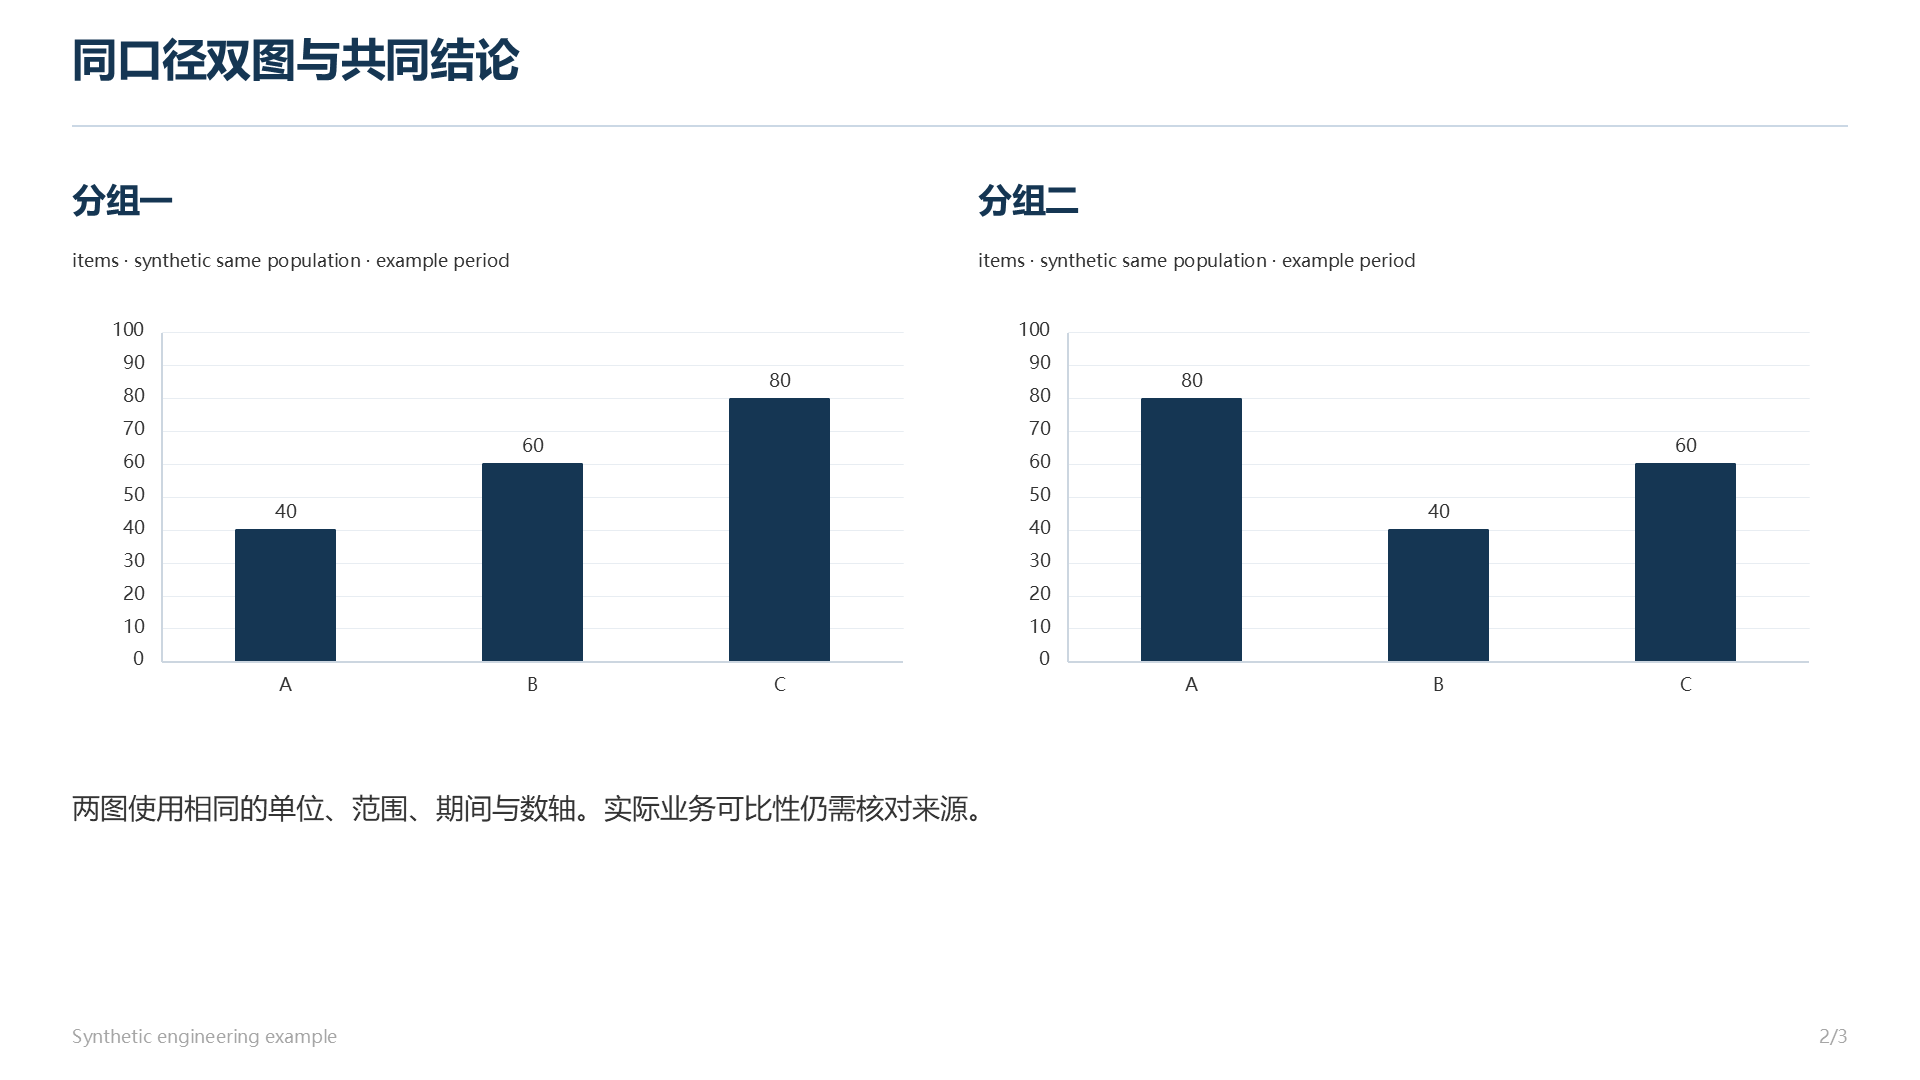 同口径双图与共同结论
分组一
items · synthetic same population · example period
100
90
80
70
60
50
40
30
20
10
0
40
60
80
A
B
C
分组二
items · synthetic same population · example period
100
90
80
70
60
50
40
30
20
10
0
80
40
60
A
B
C
两图使用相同的单位、范围、期间与数轴。实际业务可比性仍需核对来源。
Synthetic engineering example
2/3